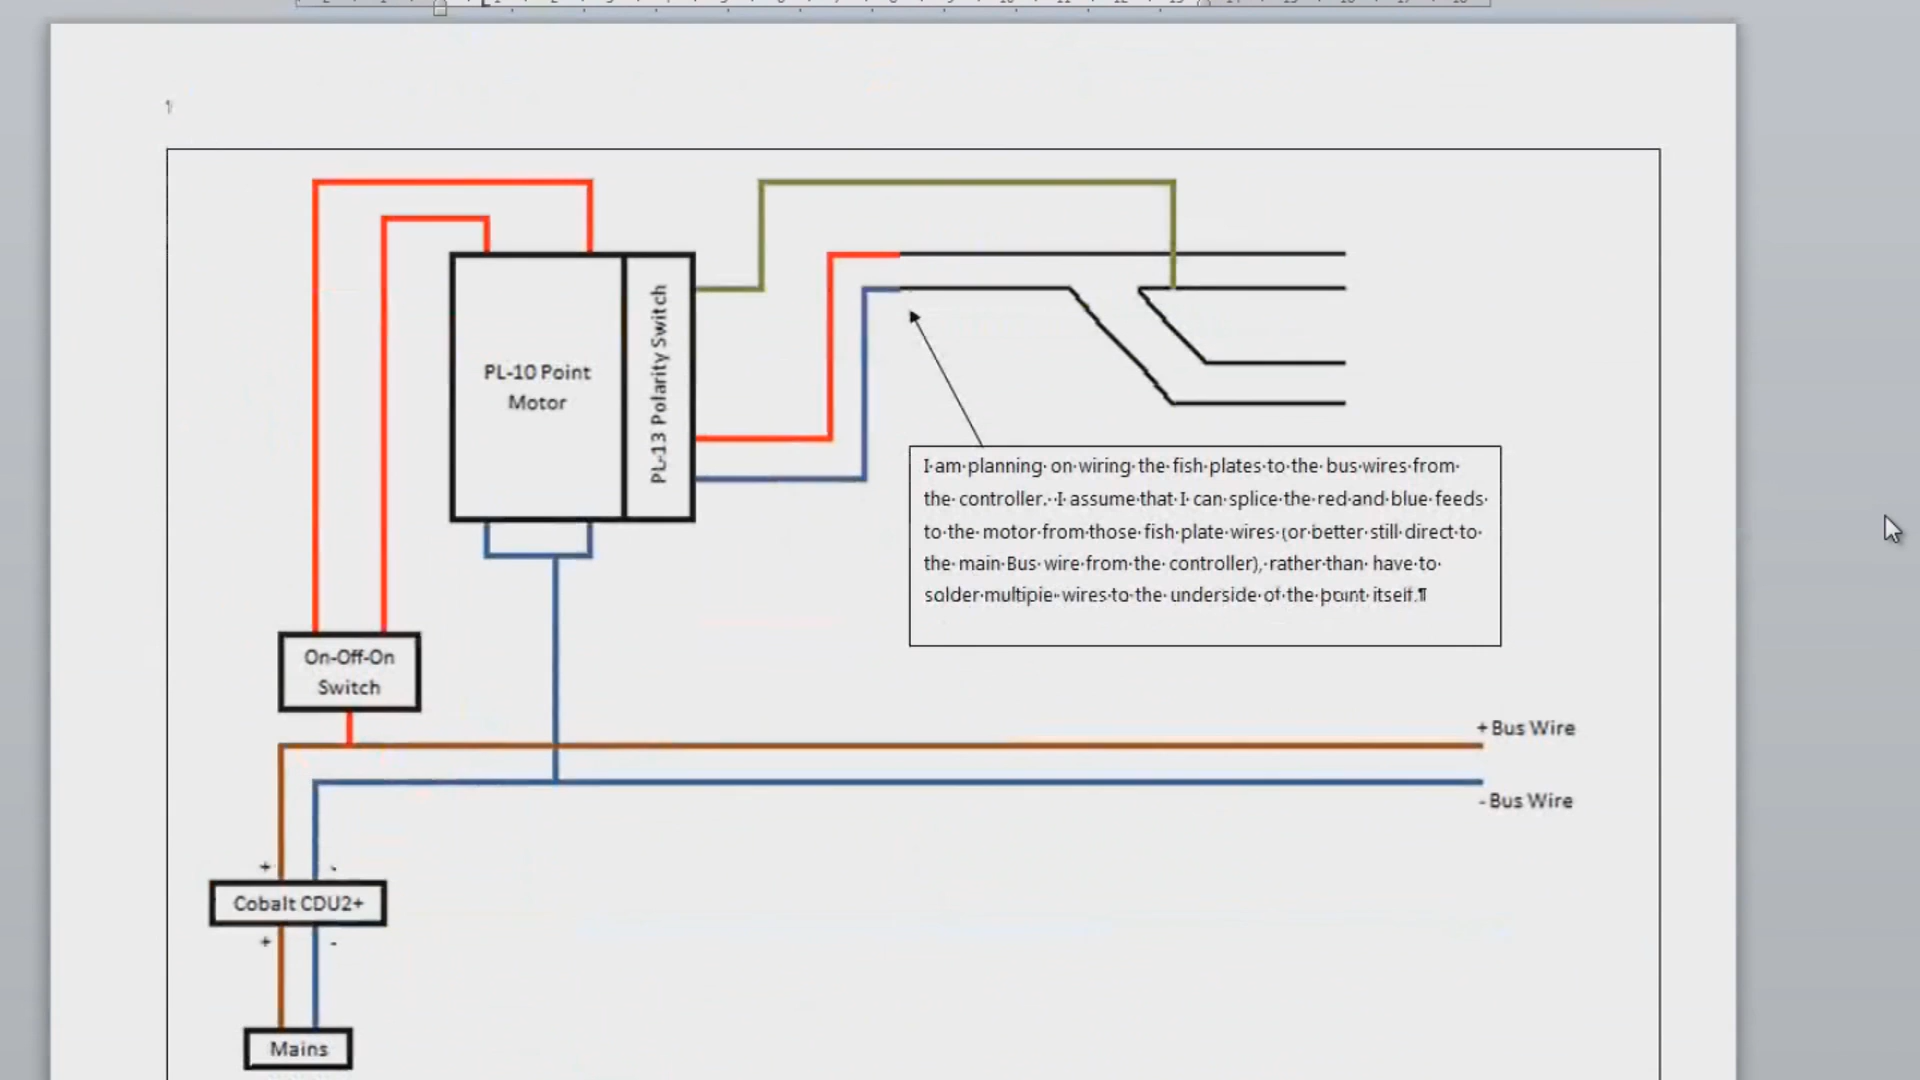 PL-10 Point
Motor
PL-13 Polarity Switch
I am planning on wiring the fish plates to the bus wires from
the controller. I assume that I can splice the red and blue feeds
to the motor from those fish plate wires (or better still direct to
the main Bus wire from the controller), rather than have to
solder multiple wires to the underside of the point itself.¶
On-Off-On
Switch
+ Bus Wire
- Bus Wire
+ -
Cobalt CDU2+
+ -
Mains